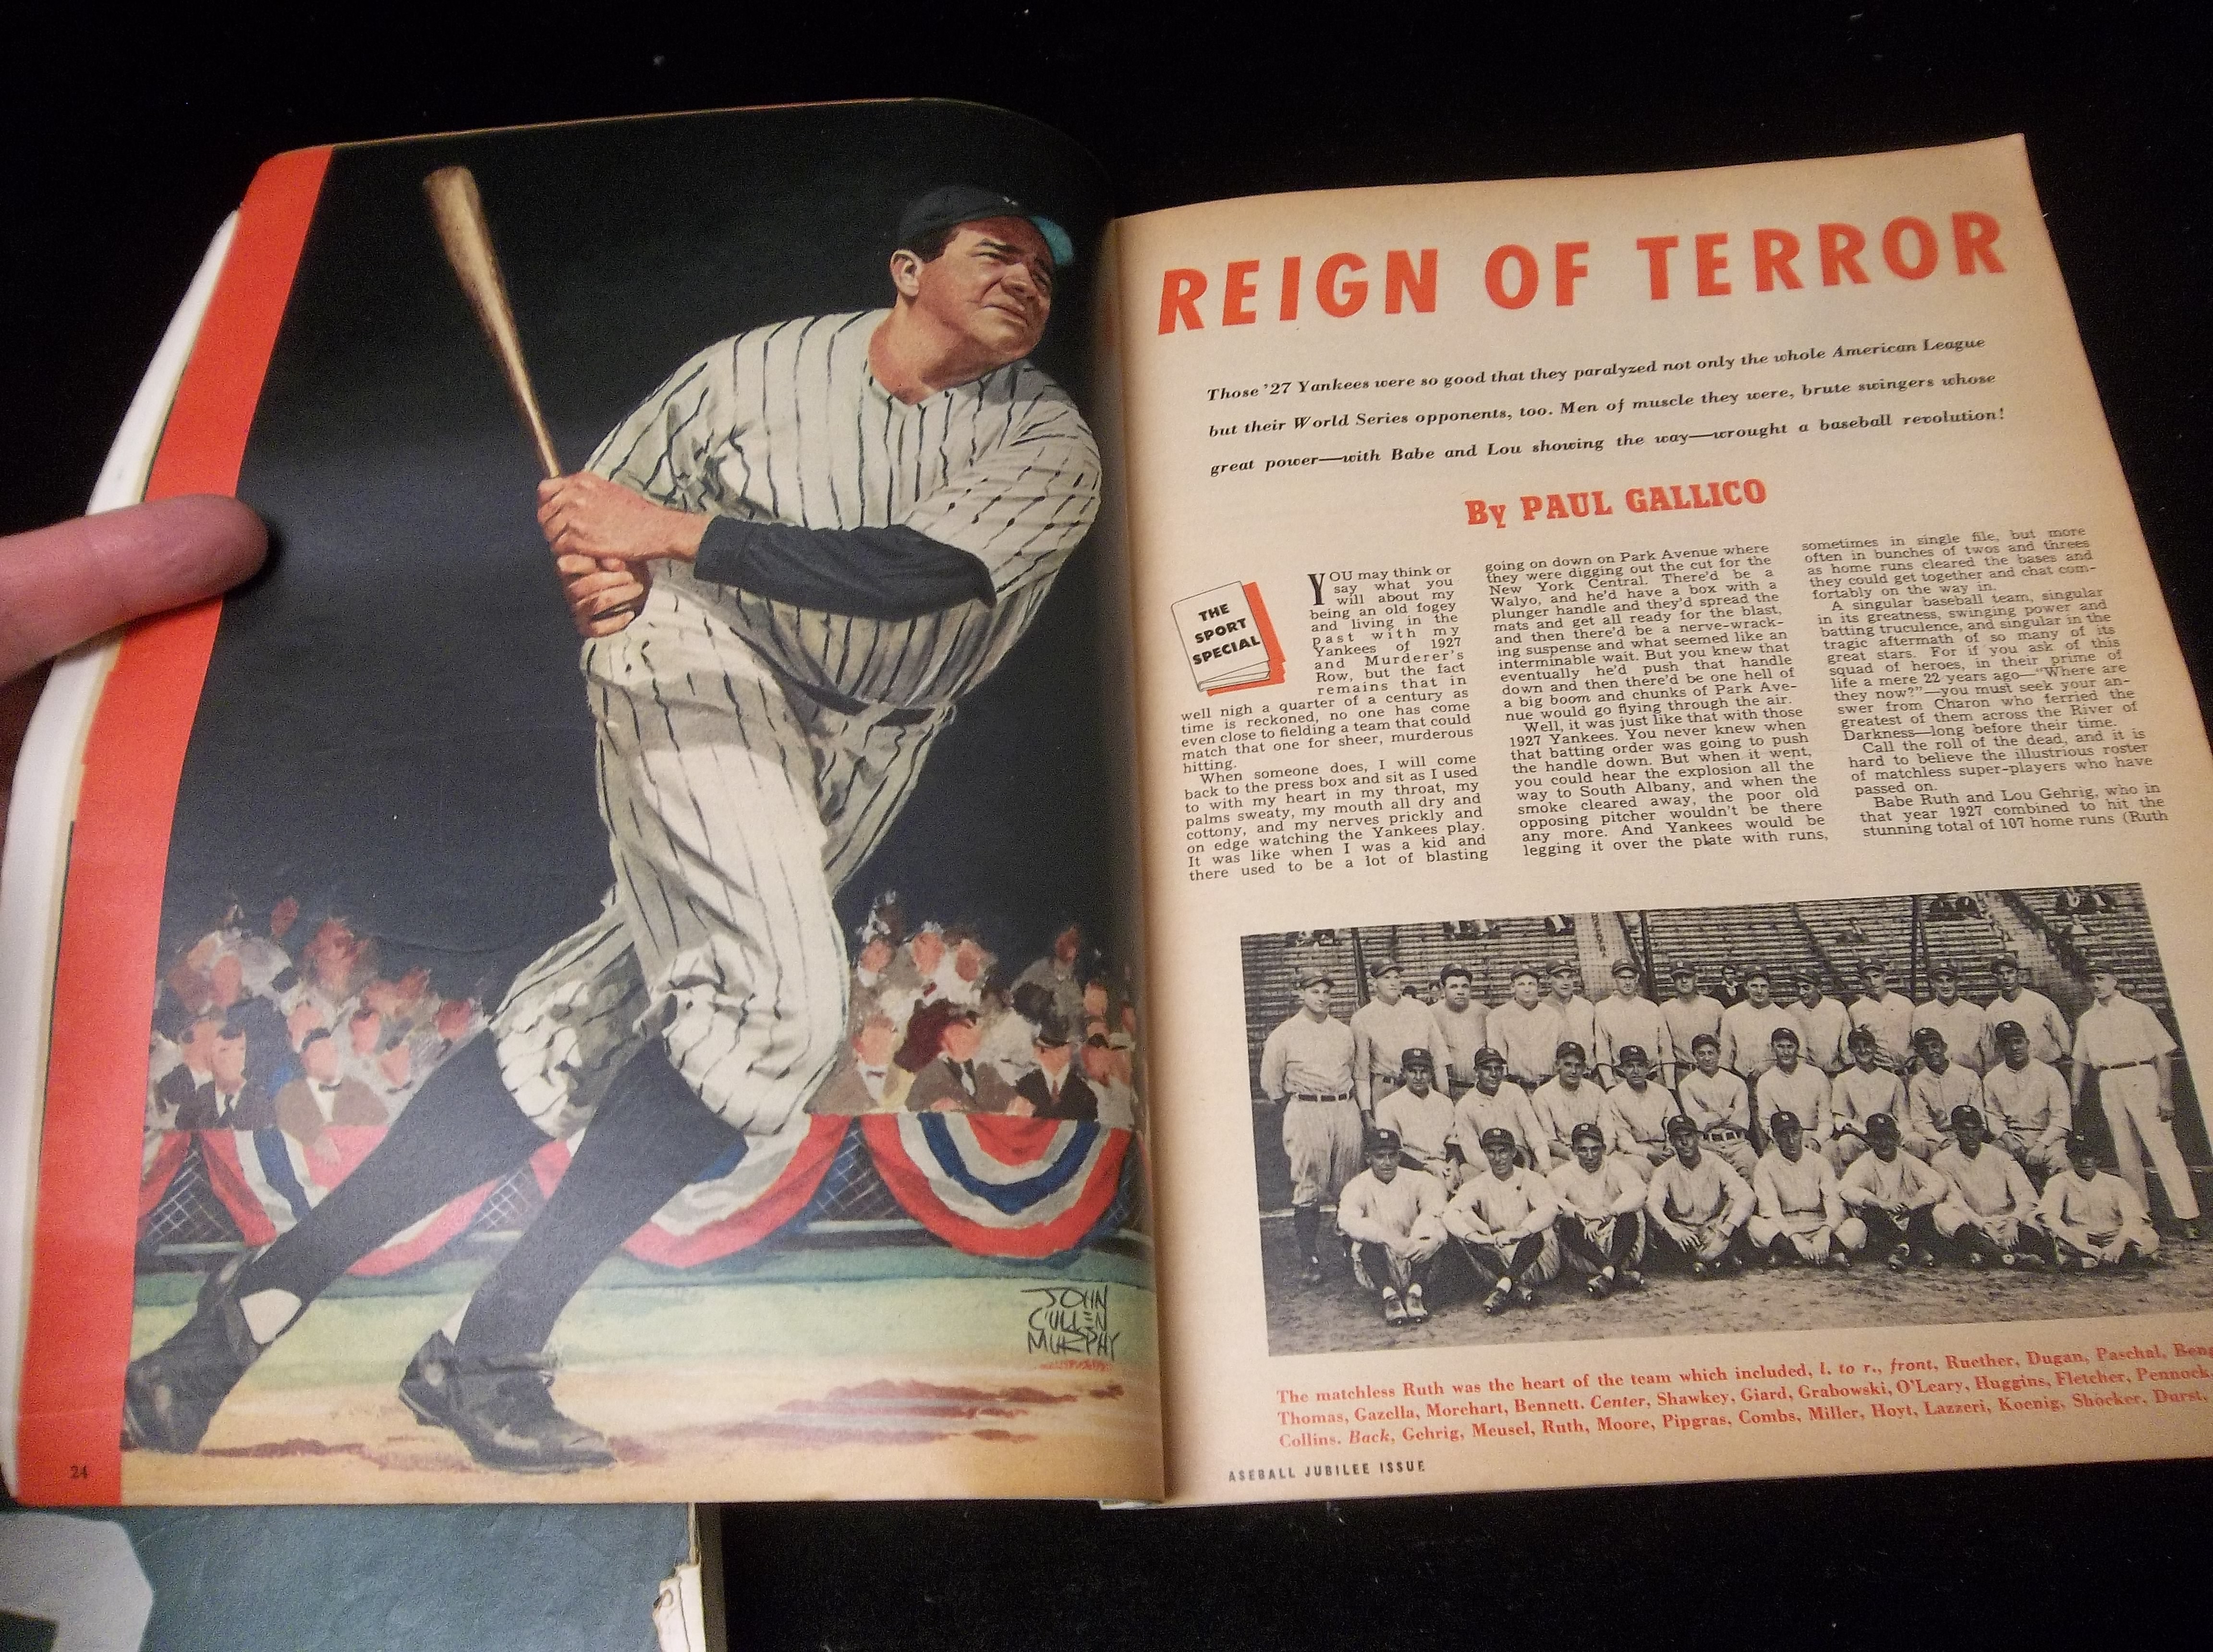 REIGN OF TERROR
Those '27 Yankees were so good that they paralyzed not only the whole American League
but their World Series opponents, too. Men of muscle they were, brute swingers whose
great power—with Babe and Lou showing the way—wrought a baseball revolution!
By PAUL GALLICO
THE
SPORT
SPECIAL
YOU may think or
say what you
will about my
being an old fogey
and living in the
past with my
Yankees of 1927
and Murderer's
Row, but the fact
remains that in
well nigh a quarter of a century as
time is reckoned, no one has come
even close to fielding a team that could
match that one for sheer, murderous
hitting.
When someone does, I will come
back to the press box and sit as I used
to with my heart in my throat, my
palms sweaty, my mouth all dry and
cottony, and my nerves prickly and
on edge watching the Yankees play.
It was like when I was a kid and
there used to be a lot of blasting
going on down on Park Avenue where
they were digging out the cut for the
New York Central. There'd be a
Walyo, and he'd have a box with a
plunger handle and they'd spread the
mats and get all ready for the blast,
and then there'd be a nerve-wrack-
ing suspense and what seemed like an
interminable wait. But you knew that
eventually he'd push that handle
down and then there'd be one hell of
a big boom and chunks of Park Ave-
nue would go flying through the air.
Well, it was just like that with those
1927 Yankees. You never knew when
that batting order was going to push
the handle down. But when it went,
you could hear the explosion all the
way to South Albany, and when the
smoke cleared away, the poor old
opposing pitcher wouldn't be there
any more. And Yankees would be
legging it over the plate with runs,
sometimes in single file, but more
often in bunches of twos and threes
as home runs cleared the bases and
they could get together and chat com-
fortably on the way in.
A singular baseball team, singular
in its greatness, swinging power and
batting truculence, and singular in the
tragic aftermath of so many of its
great stars. For if you ask of this
squad of heroes, in their prime of
life a mere 22 years ago—"Where are
they now?"—you must seek your an-
swer from Charon who ferried the
greatest of them across the River of
Darkness—long before their time.
Call the roll of the dead, and it is
hard to believe the illustrious roster
of matchless super-players who have
passed on.
Babe Ruth and Lou Gehrig, who in
that year 1927 combined to hit the
stunning total of 107 home runs (Ruth
JOHN
CULLEN
MURPHY
The matchless Ruth was the heart of the team which included, l. to r., front, Ruether, Dugan, Paschal, Beng
Thomas, Gazella, Morehart, Bennett. Center, Shawkey, Giard, Grabowski, O'Leary, Huggins, Fletcher, Pennock,
Collins. Back, Gehrig, Meusel, Ruth, Moore, Pipgras, Combs, Miller, Hoyt, Lazzeri, Koenig, Shocker, Durst,
24
ASEBALL JUBILEE ISSUE